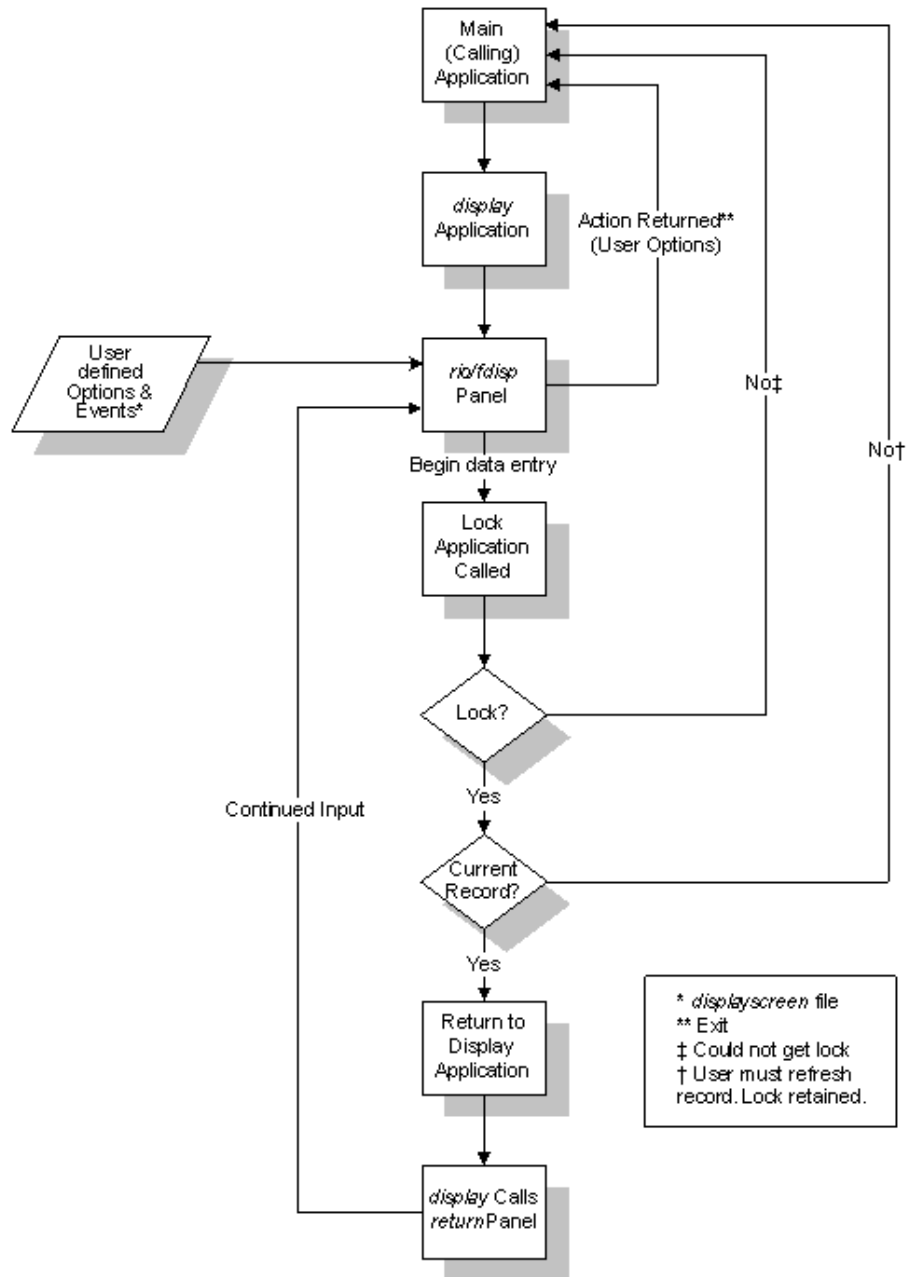 Main
(Calling)
Application
display
Application
Action Returned**
(User Options)
User
defined
Options &
Events*
rio/fdisp
Panel
No‡
No†
Begin data entry
Lock
Application
Called
Lock?
Yes
Continued Input
Current
Record?
Yes
Return to
Display
Application
* displayscreen file
** Exit
‡ Could not get lock
† User must refresh
record. Lock retained.
display Calls
return Panel